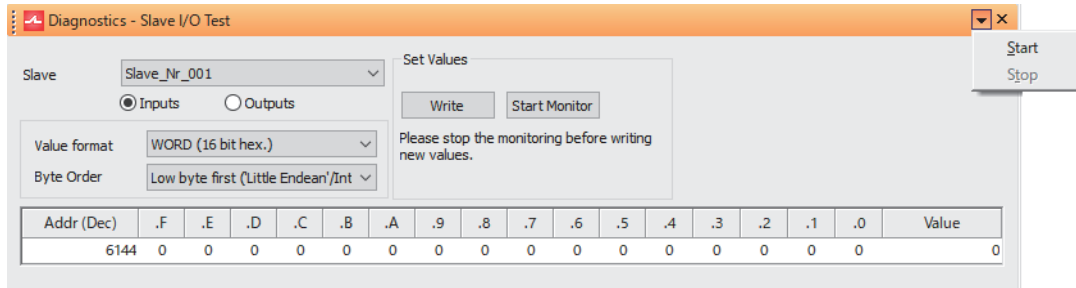 Diagnostics - Slave I/O Test
Start
Stop
Slave Slave_Nr_001
Inputs Outputs
Value format WORD (16 bit hex.)
Byte Order Low byte first ('Little Endean'/Int
Set Values
Write Start Monitor
Please stop the monitoring before writing
new values.
Addr (Dec) .F .E .D .C .B .A .9 .8 .7 .6 .5 .4 .3 .2 .1 .0 Value
6144 0 0 0 0 0 0 0 0 0 0 0 0 0 0 0 0 0